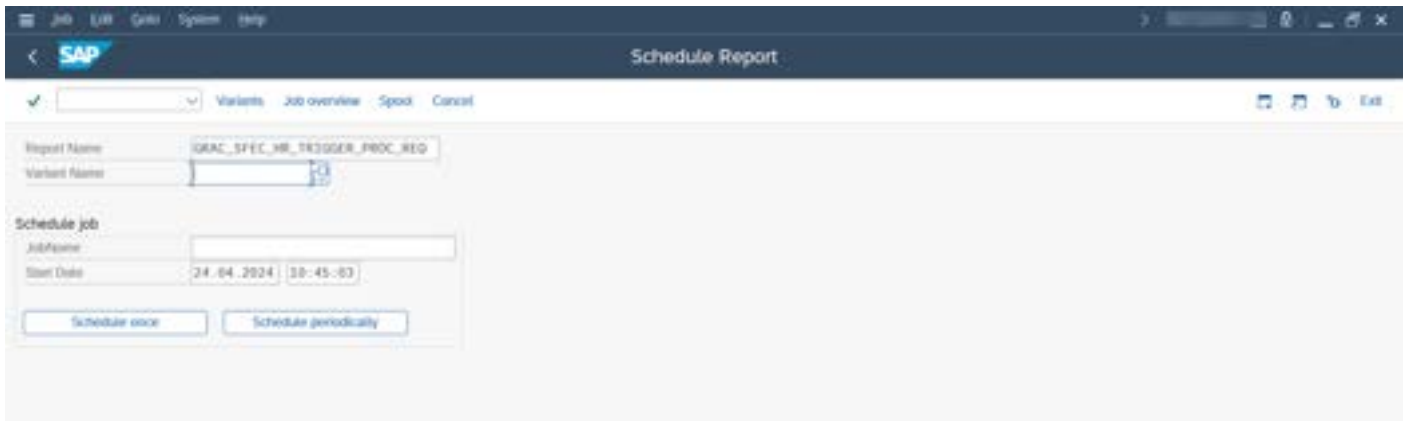 Job Edit Goto System Help
SAP Schedule Report
Variants Job overview Spool Cancel Exit
Report Name GRAC_SPEC_HR_TRIGGER_PROC_REQ
Variant Name
Schedule job
JobName
Start Date 24.04.2024 10:45:03
Schedule once Schedule periodically